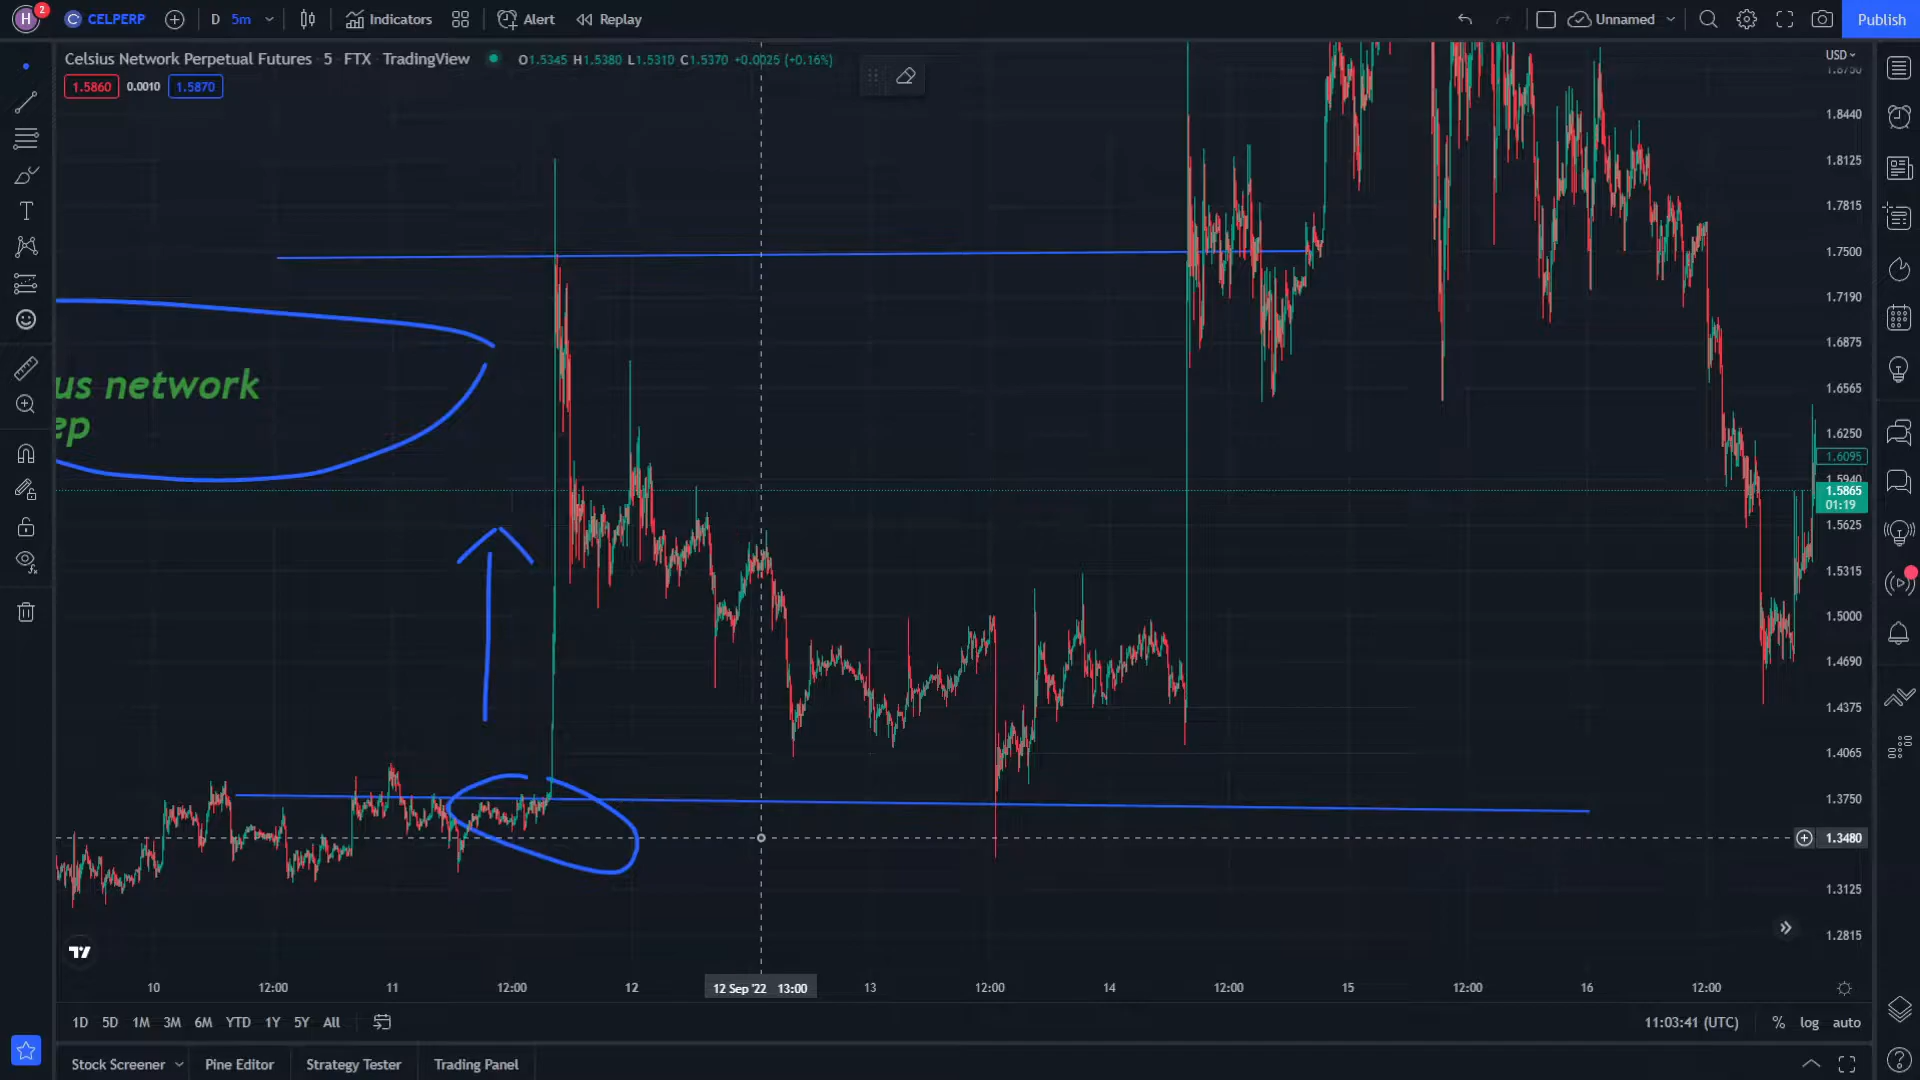 H 2 CELPERP D 5m Indicators Alert Replay Unnamed Publish
Celsius Network Perpetual Futures · 5 · FTX · TradingView O1.5345 H1.5380 L1.5310 C1.5370 +0.0025 (+0.16%)
1.5860 0.0010 1.5870
USD
1.8750
1.8440
1.8125
1.7815
1.7500
1.7190
1.6875
1.6565
1.6250
1.6095
1.5940
1.5865
01:19
1.5625
1.5315
1.5000
1.4690
1.4375
1.4065
1.3750
1.3480
1.3125
1.2815
us network
ep
10 12:00 11 12:00 12 12 Sep '22 13:00 13 12:00 14 12:00 15 12:00 16 12:00
1D 5D 1M 3M 6M YTD 1Y 5Y All 11:03:41 (UTC) % log auto
Stock Screener Pine Editor Strategy Tester Trading Panel